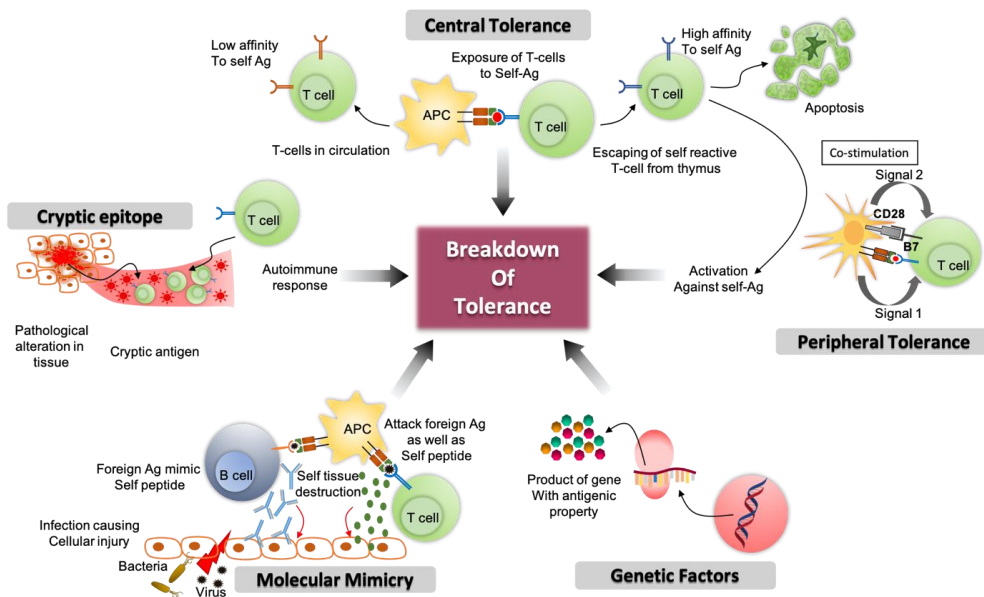 Central Tolerance
Low affinity
To self Ag
T cell
T-cells in circulation
Exposure of T-cells
to Self-Ag
APC
T cell
High affinity
To self Ag
T cell
Escaping of self reactive
T-cell from thymus
Apoptosis
Co-stimulation
Signal 2
CD28
B7
T cell
Signal 1
Peripheral Tolerance
Activation
Against self-Ag
Cryptic epitope
T cell
Autoimmune
response
Pathological
alteration in
tissue
Cryptic antigen
Breakdown
Of
Tolerance
APC
Attack foreign Ag
as well as
Self peptide
B cell
Foreign Ag mimic
Self peptide
Self tissue
destruction
T cell
Infection causing
Cellular injury
Bacteria
Virus
Molecular Mimicry
Product of gene
With antigenic
property
Genetic Factors